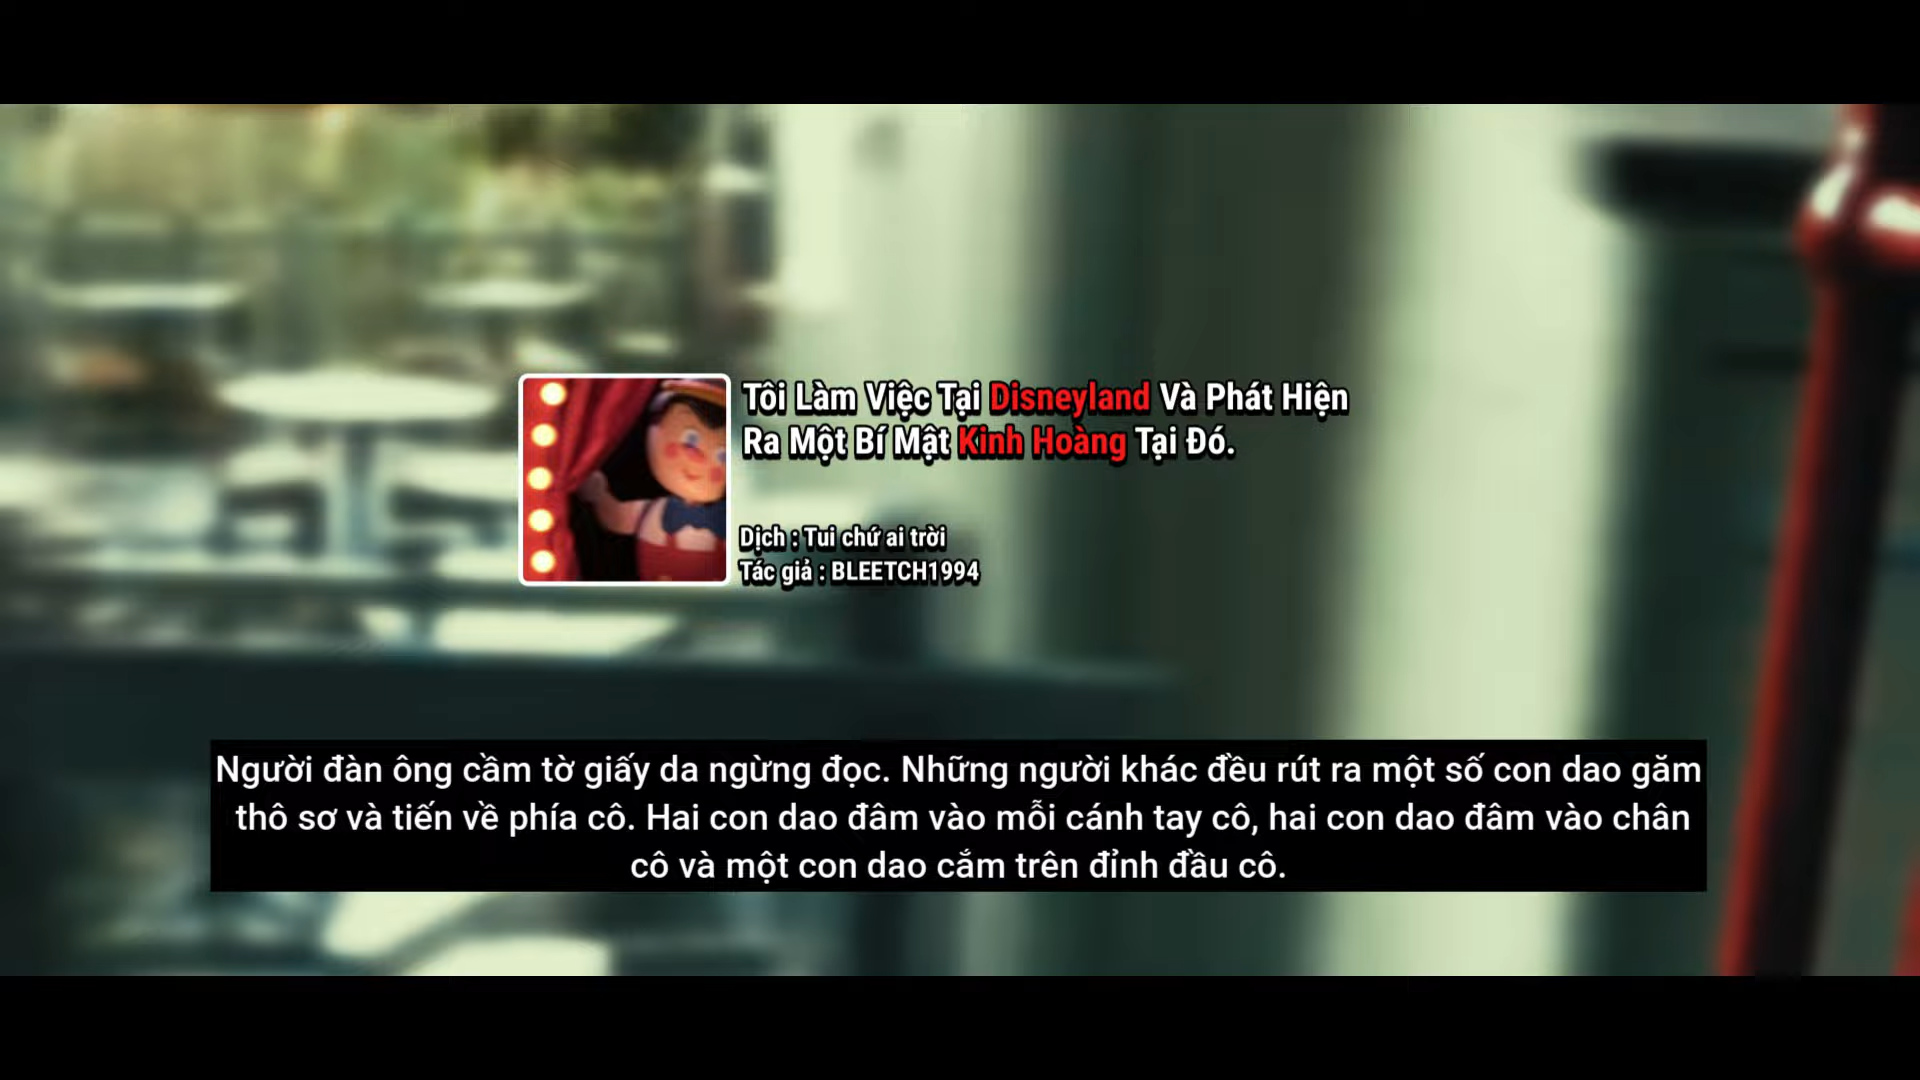 Tôi Làm Việc Tại Disneyland Và Phát Hiện
Ra Một Bí Mật Kinh Hoàng Tại Đó.
Dịch : Tui chứ ai trời
Tác giả : BLEETCH1994
Người đàn ông cầm tờ giấy da ngừng đọc. Những người khác đều rút ra một số con dao găm
thô sơ và tiến về phía cô. Hai con dao đâm vào mỗi cánh tay cô, hai con dao đâm vào chân
cô và một con dao cắm trên đỉnh đầu cô.